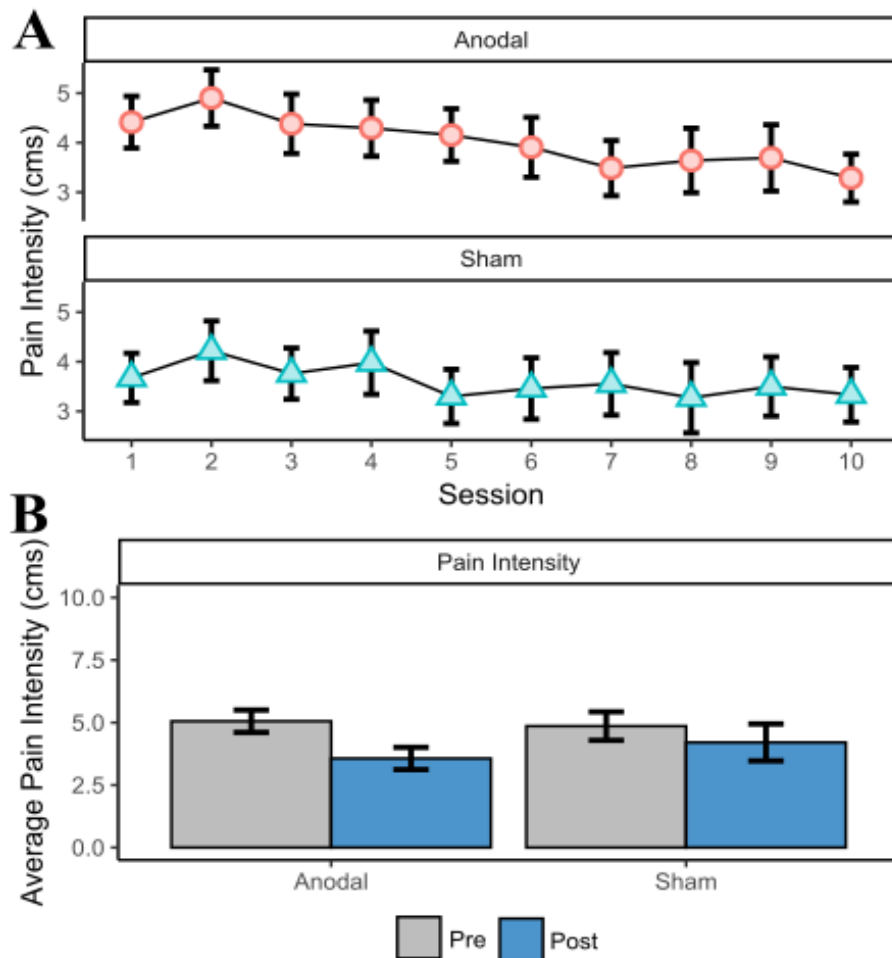 A
Anodal
Pain Intensity (cms)
5
4
3
Sham
5
4
3
1 2 3 4 5 6 7 8 9 10
Session
B
Pain Intensity
Average Pain Intensity (cms)
10.0
7.5
5.0
2.5
0.0
Anodal Sham
Pre Post